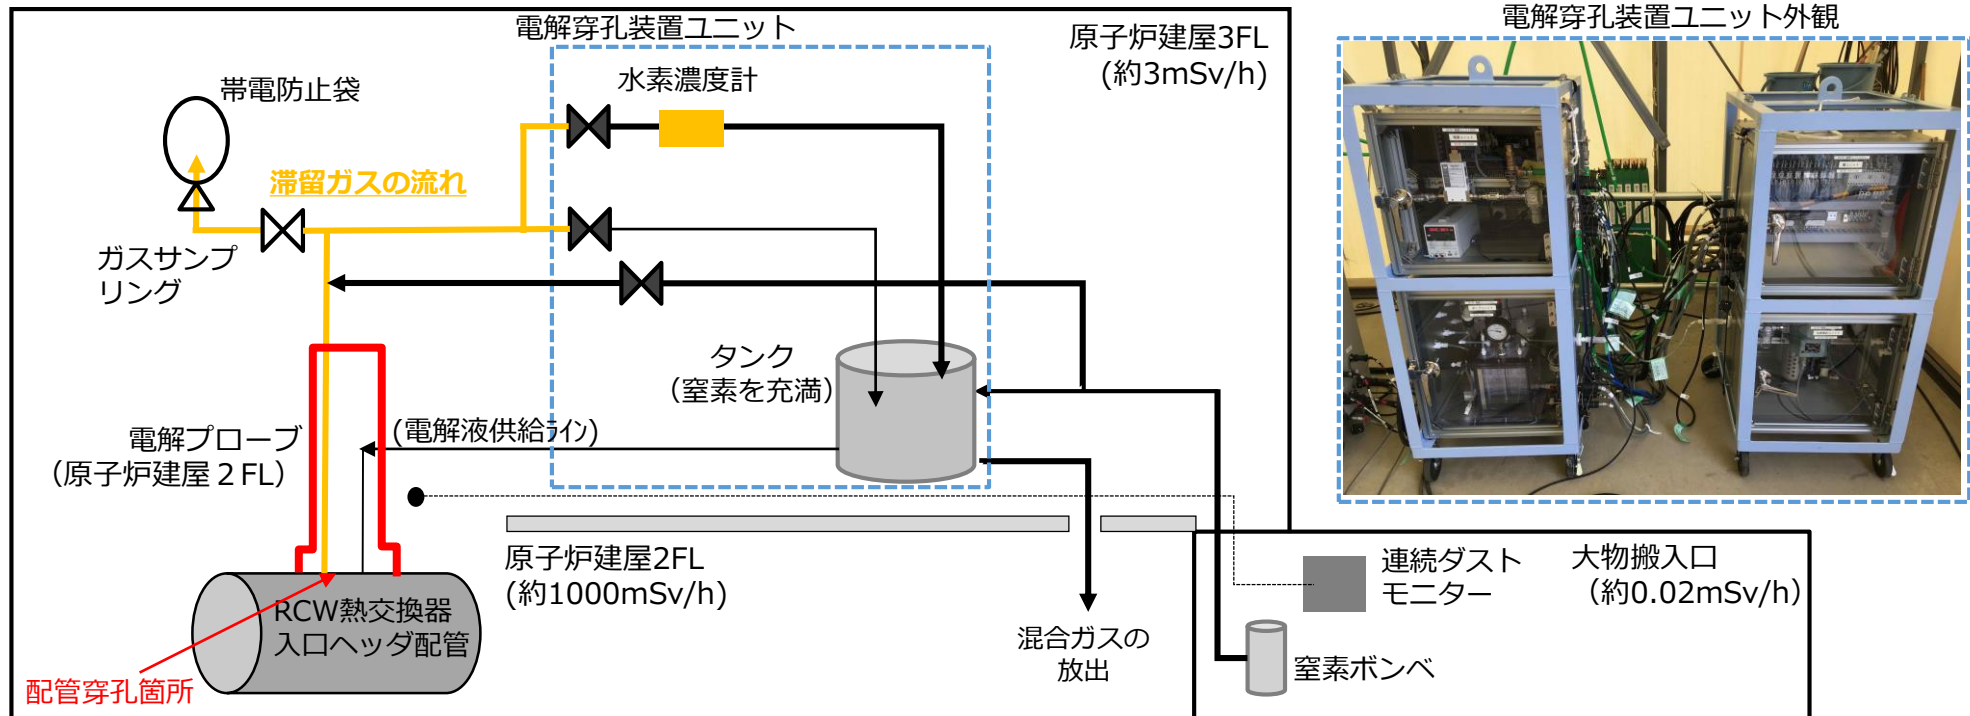 電解穿孔装置ユニット
原子炉建屋3FL
(約3mSv/h)
電解穿孔装置ユニット外観
水素濃度計
帯電防止袋
滞留ガスの流れ
ガスサンプ
リング
タンク
(窒素を充満)
電解プローブ
(原子炉建屋２FL)
(電解液供給ﾗｲﾝ)
原子炉建屋2FL
(約1000mSv/h)
連続ダスト
モニター
大物搬入口
(約0.02mSv/h)
RCW熱交換器
入口ヘッダ配管
混合ガスの
放出
窒素ボンベ
配管穿孔箇所